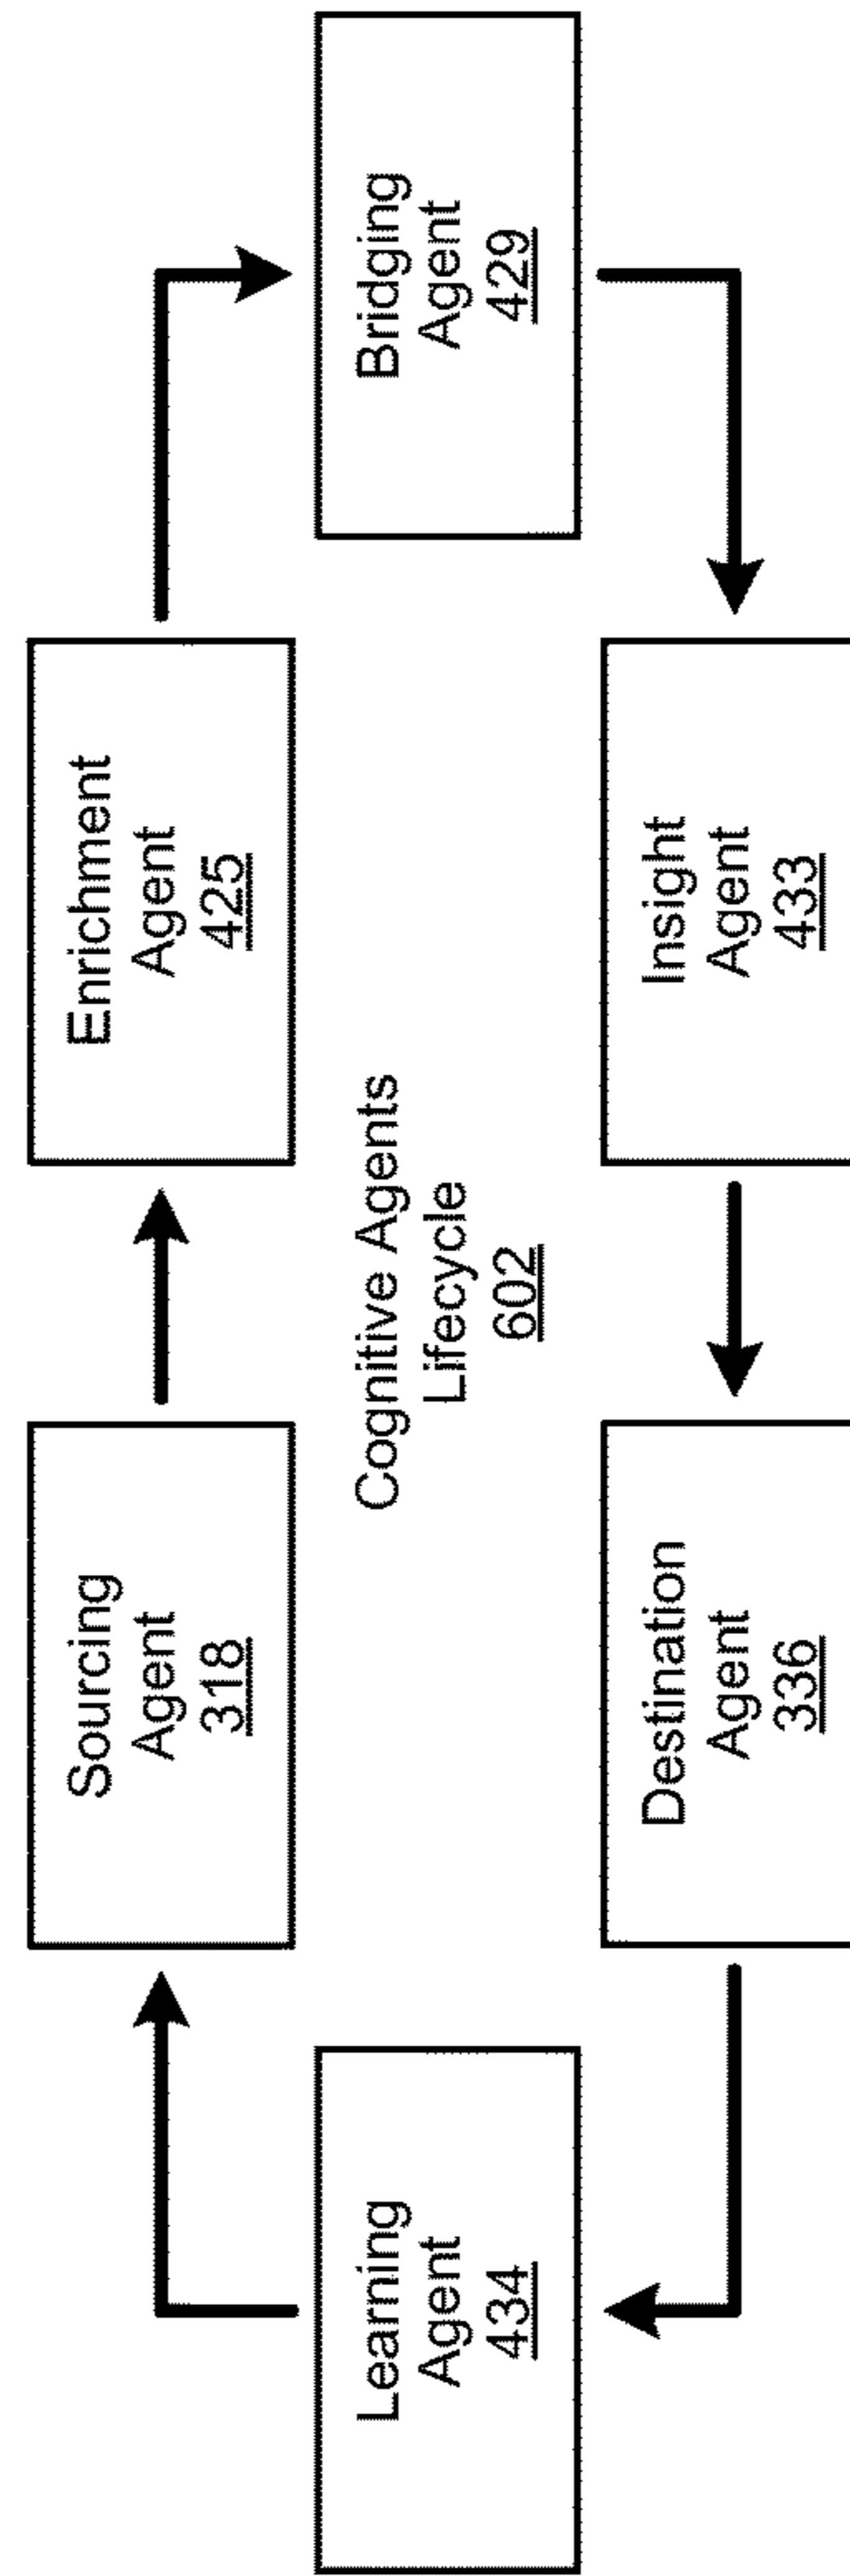 Sourcing
Agent
318
Enrichment
Agent
425
Learning
Agent
434
Cognitive Agents
Lifecycle
602
Bridging
Agent
429
Destination
Agent
336
Insight
Agent
433